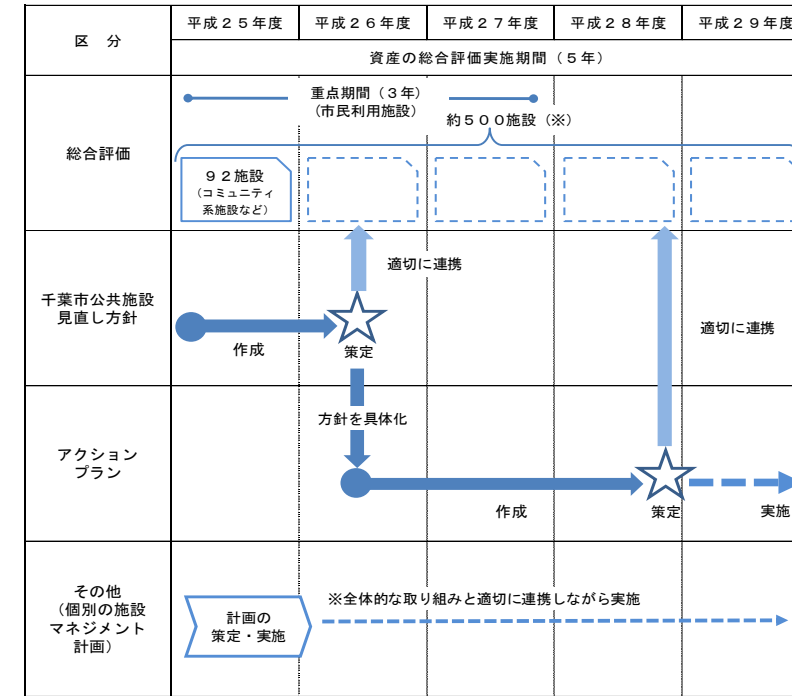 区　分
平成２５年度
平成２６年度
平成２７年度
平成２８年度
平成２９年度
資産の総合評価実施期間（５年）
総合評価
重点期間（３年）
（市民利用施設）
約５００施設（※）
９２施設
（コミュニティ
系施設など）
千葉市公共施設
見直し方針
適切に連携
作成
策定
適切に連携
方針を具体化
アクション
プラン
作成
策定
実施
その他
（個別の施設
マネジメント
計画）
計画の
策定・実施
※全体的な取り組みと適切に連携しながら実施